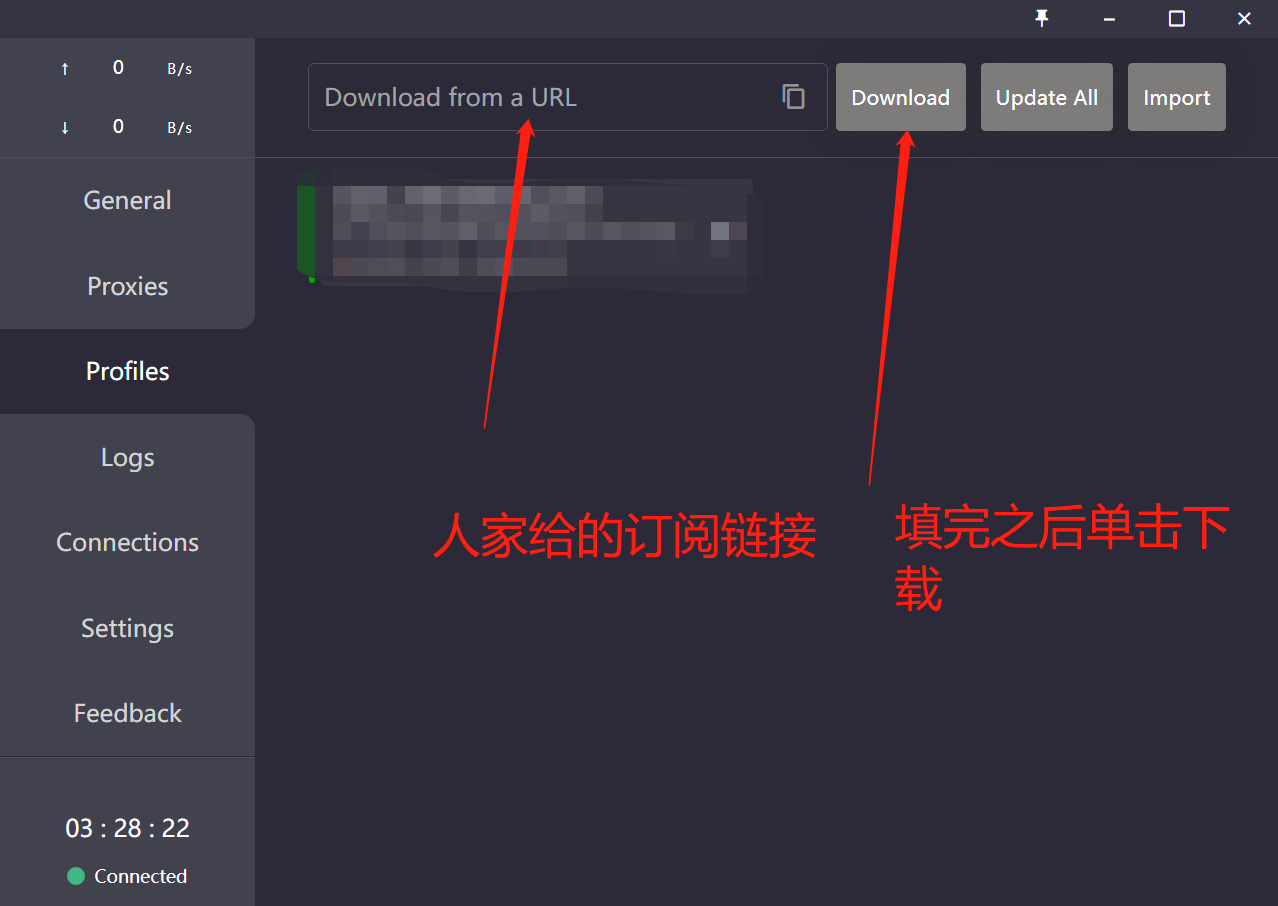 ↑ 0 B/s
↓ 0 B/s
Download from a URL
Download
Update All
Import
General
Proxies
Profiles
Logs
Connections
Settings
Feedback
人家给的订阅链接
填完之后单击下
载
03 : 28 : 22
Connected